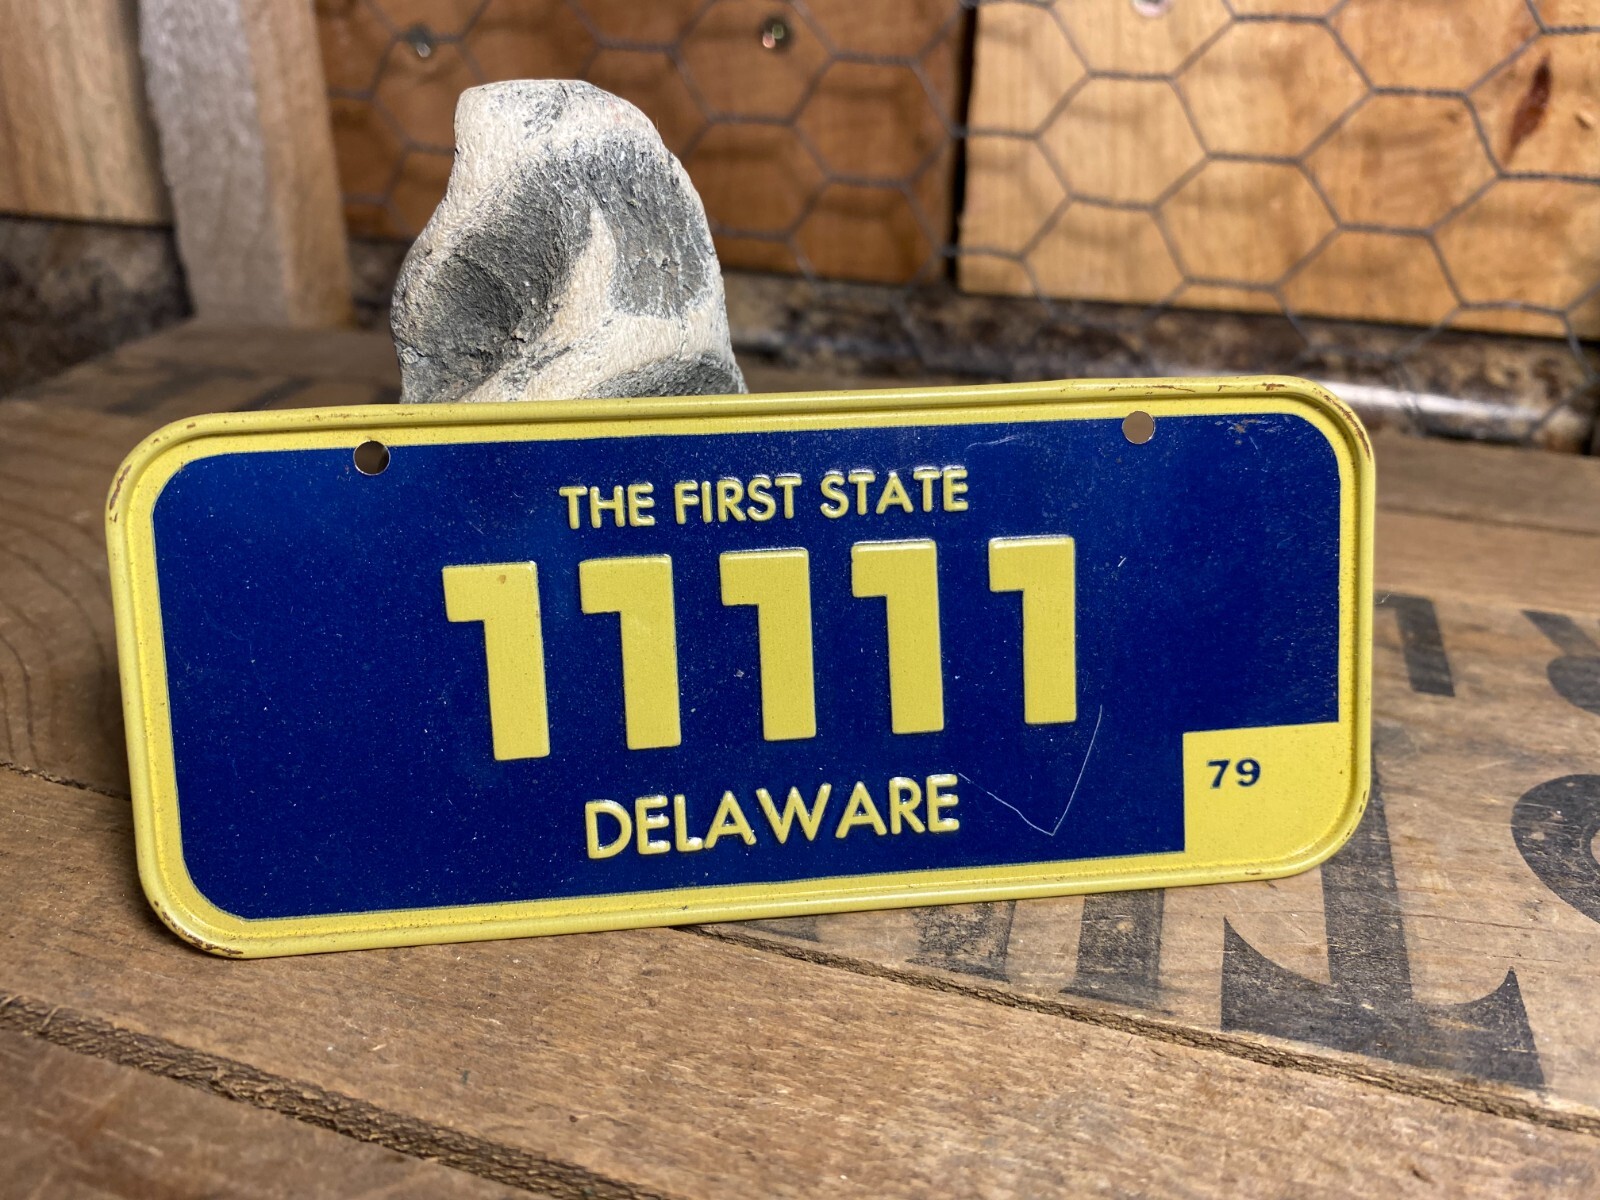 THE FIRST STATE
11111
DELAWARE
79